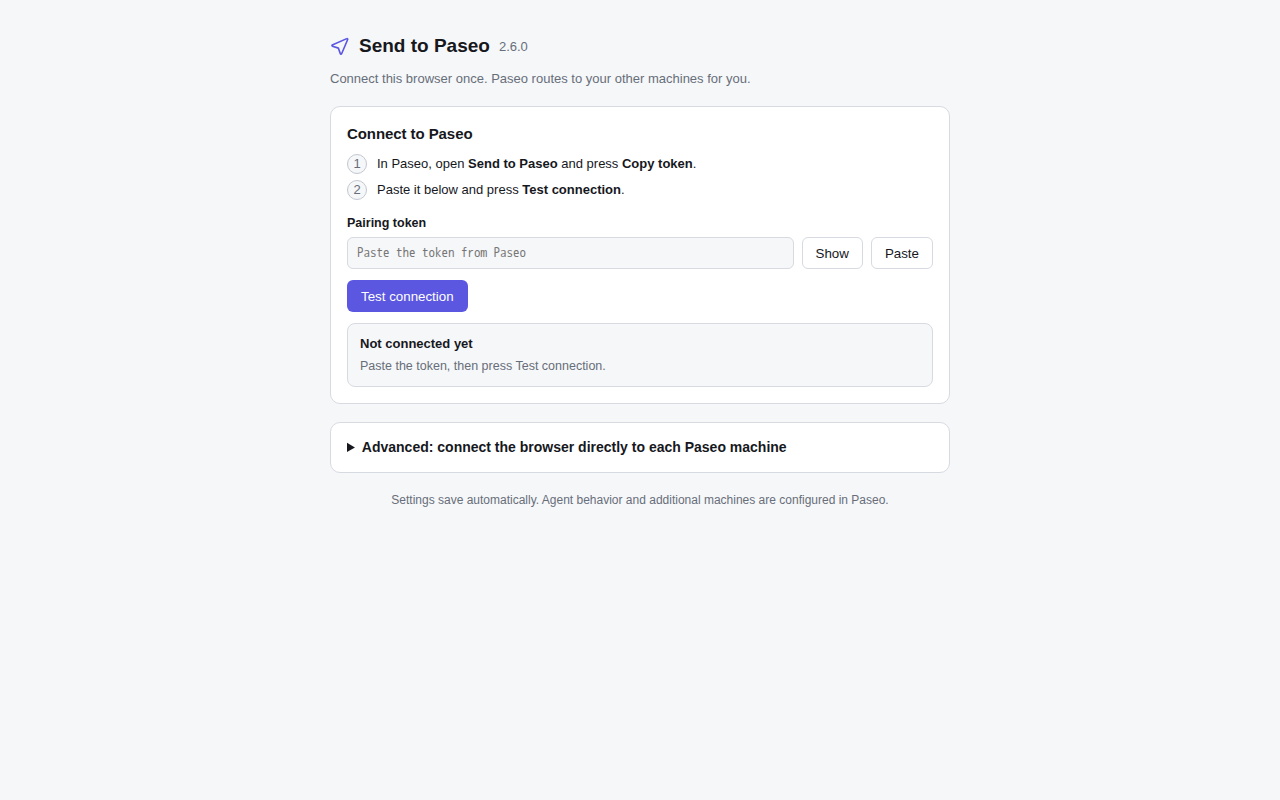 Send to Paseo 2.6.0
Connect this browser once. Paseo routes to your other machines for you.
Connect to Paseo
1 In Paseo, open Send to Paseo and press Copy token.
2 Paste it below and press Test connection.
Pairing token
Paste the token from Paseo Show Paste
Test connection
Not connected yet
Paste the token, then press Test connection.
Advanced: connect the browser directly to each Paseo machine
Settings save automatically. Agent behavior and additional machines are configured in Paseo.